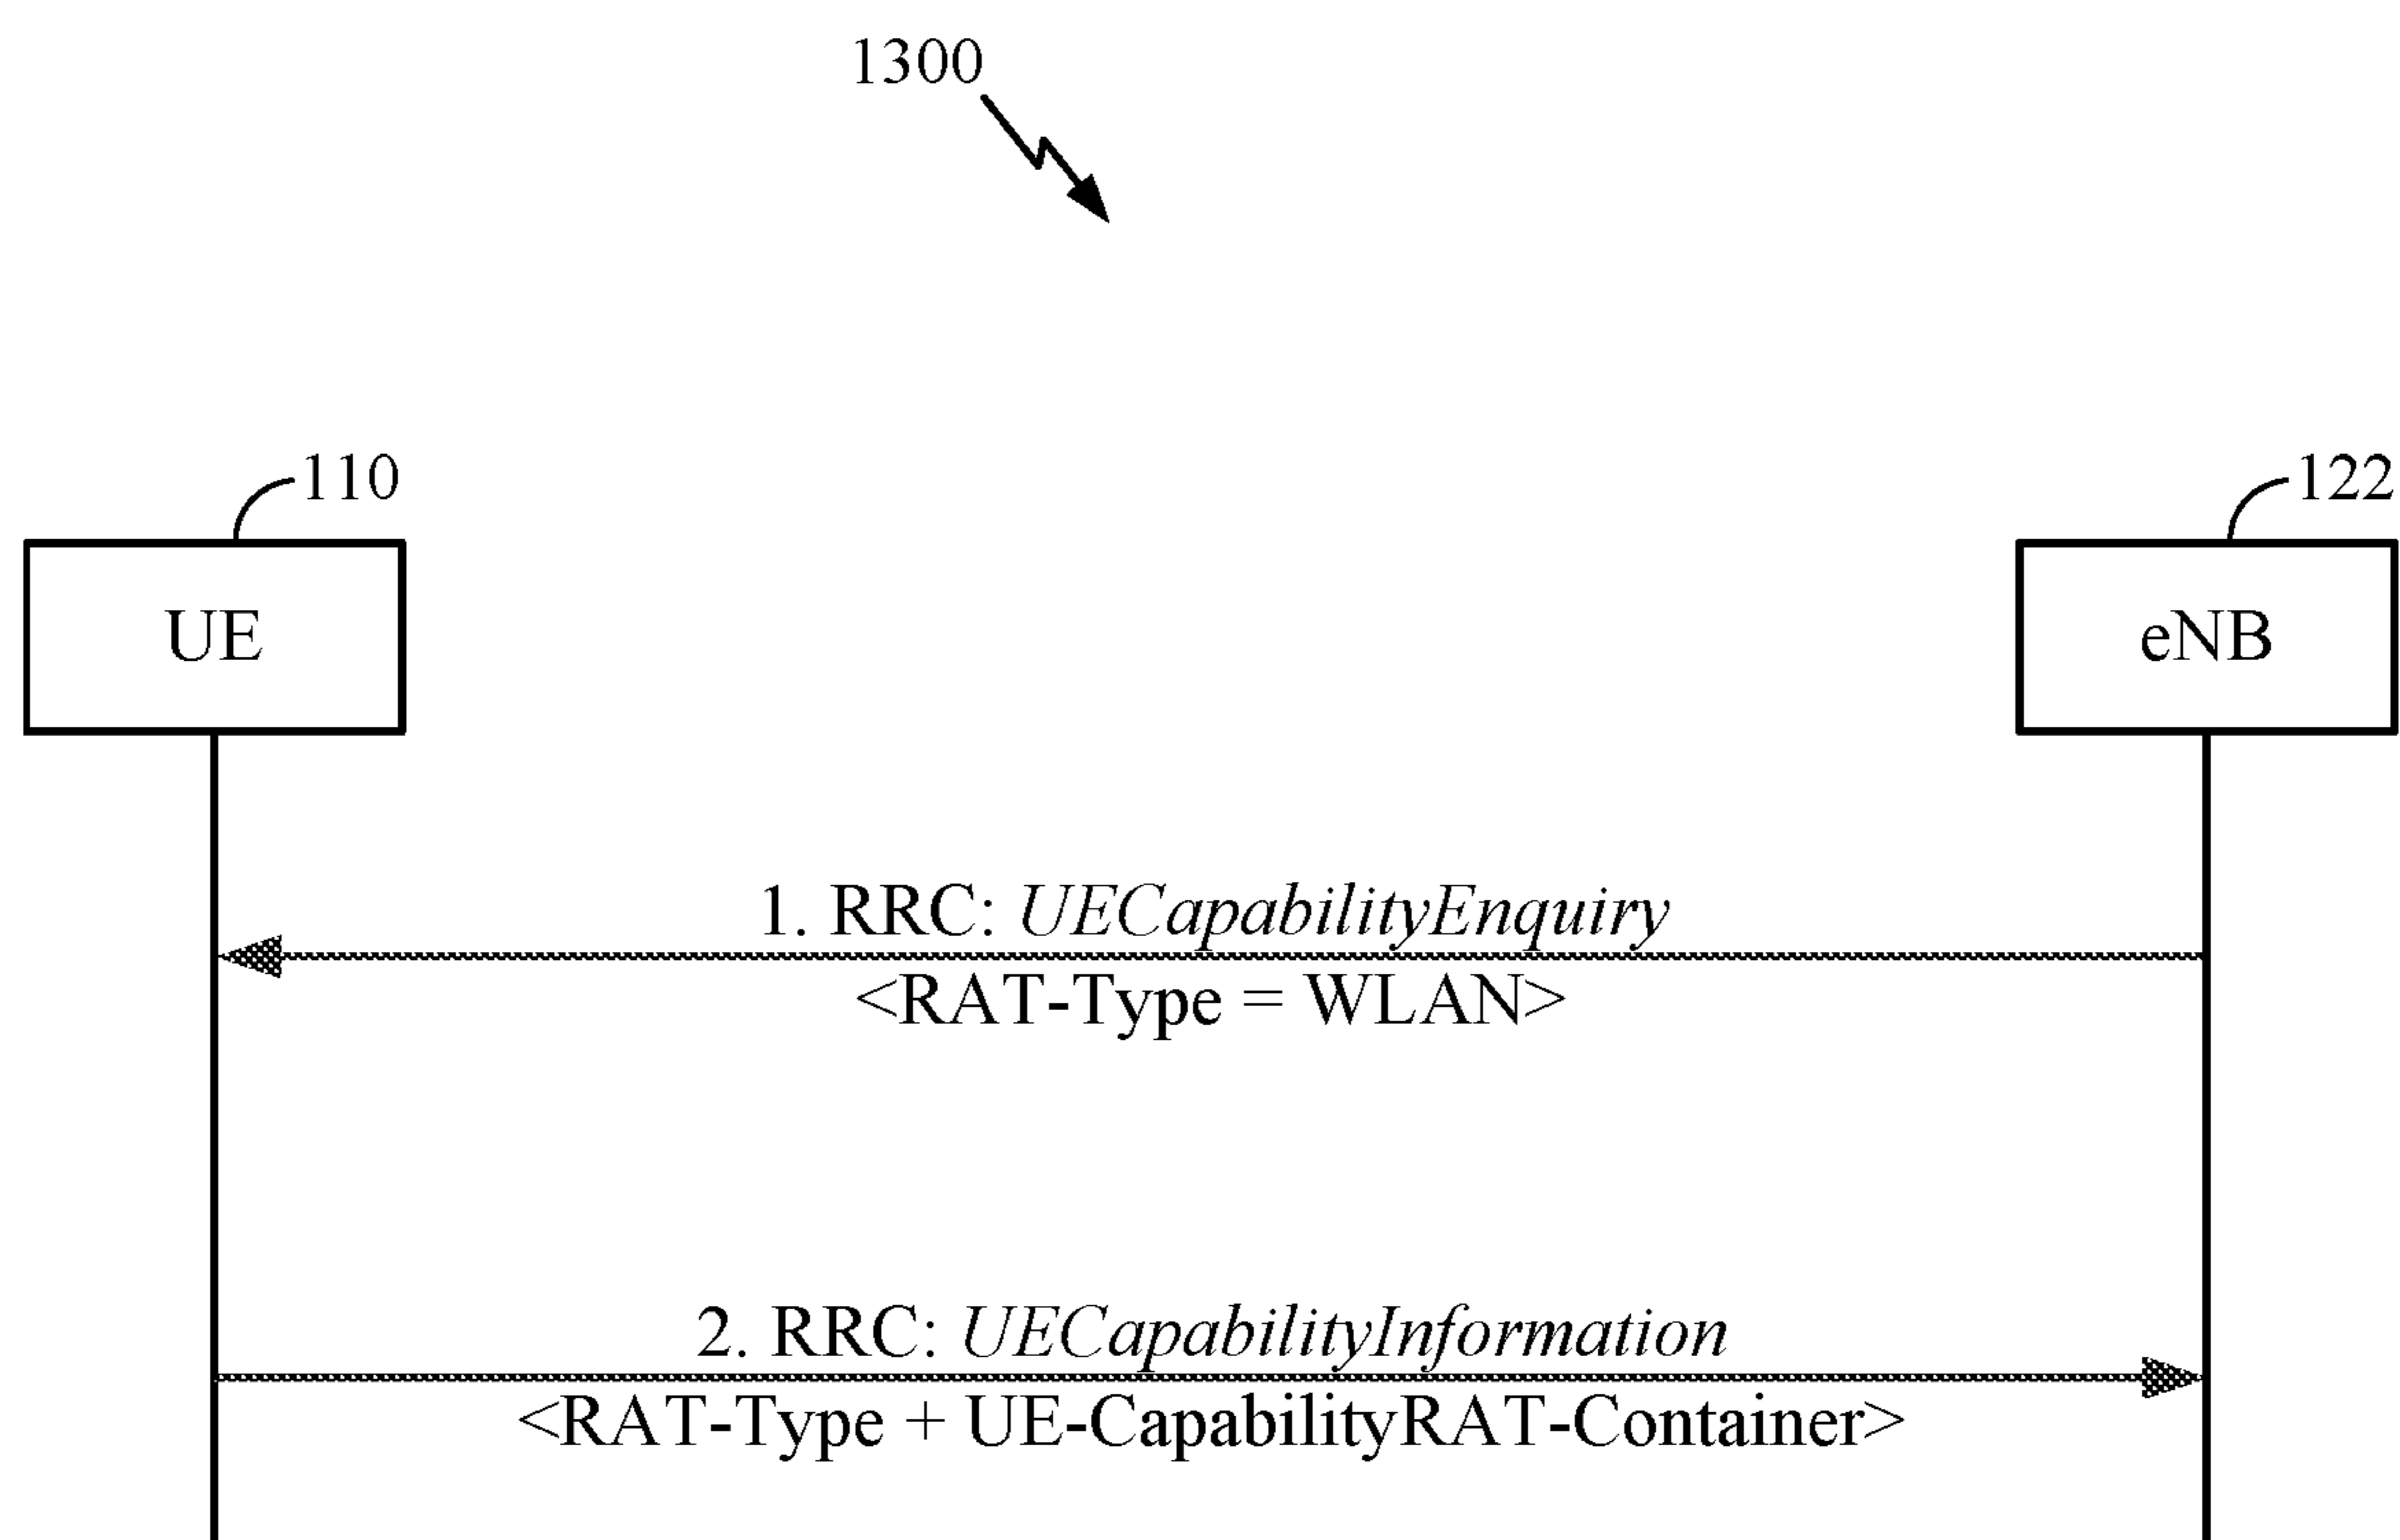 1300
110
122
UE
eNB
1. RRC: UECapabilityEnquiry
<RAT-Type = WLAN>
2. RRC: UECapabilityInformation
<RAT-Type + UE-CapabilityRAT-Container>